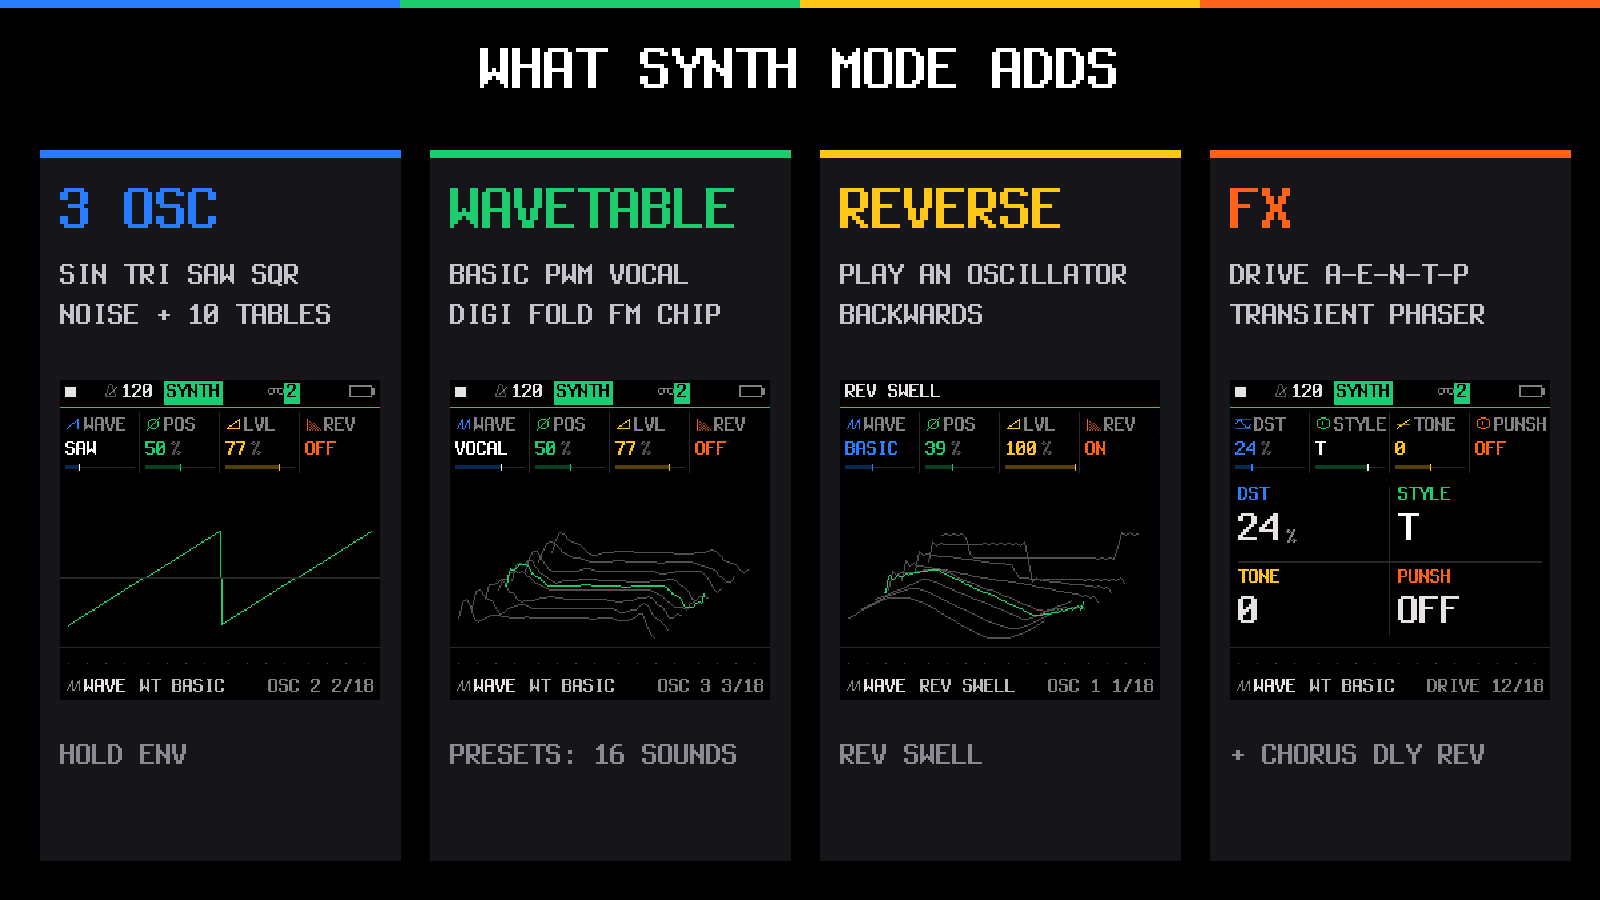 WHAT SYNTH MODE ADDS
3 OSC
SIN TRI SAW SQR
NOISE + 10 TABLES
120 SYNTH 2
WAVE POS LVL REV
SAW 50 % 77 % OFF
WAVE WT BASIC OSC 2 2/18
HOLD ENV
WAVETABLE
BASIC PWM VOCAL
DIGI FOLD FM CHIP
120 SYNTH 2
WAVE POS LVL REV
VOCAL 50 % 77 % OFF
WAVE WT BASIC OSC 3 3/18
PRESETS: 16 SOUNDS
REVERSE
PLAY AN OSCILLATOR
BACKWARDS
REV SWELL
WAVE POS LVL REV
BASIC 39 % 100 % ON
WAVE REV SWELL OSC 1 1/18
REV SWELL
FX
DRIVE A-E-N-T-P
TRANSIENT PHASER
120 SYNTH 2
DST STYLE TONE PUNSH
24 % T 0 OFF
DST STYLE
24 % T
TONE PUNSH
0 OFF
WAVE WT BASIC DRIVE 12/18
+ CHORUS DLY REV